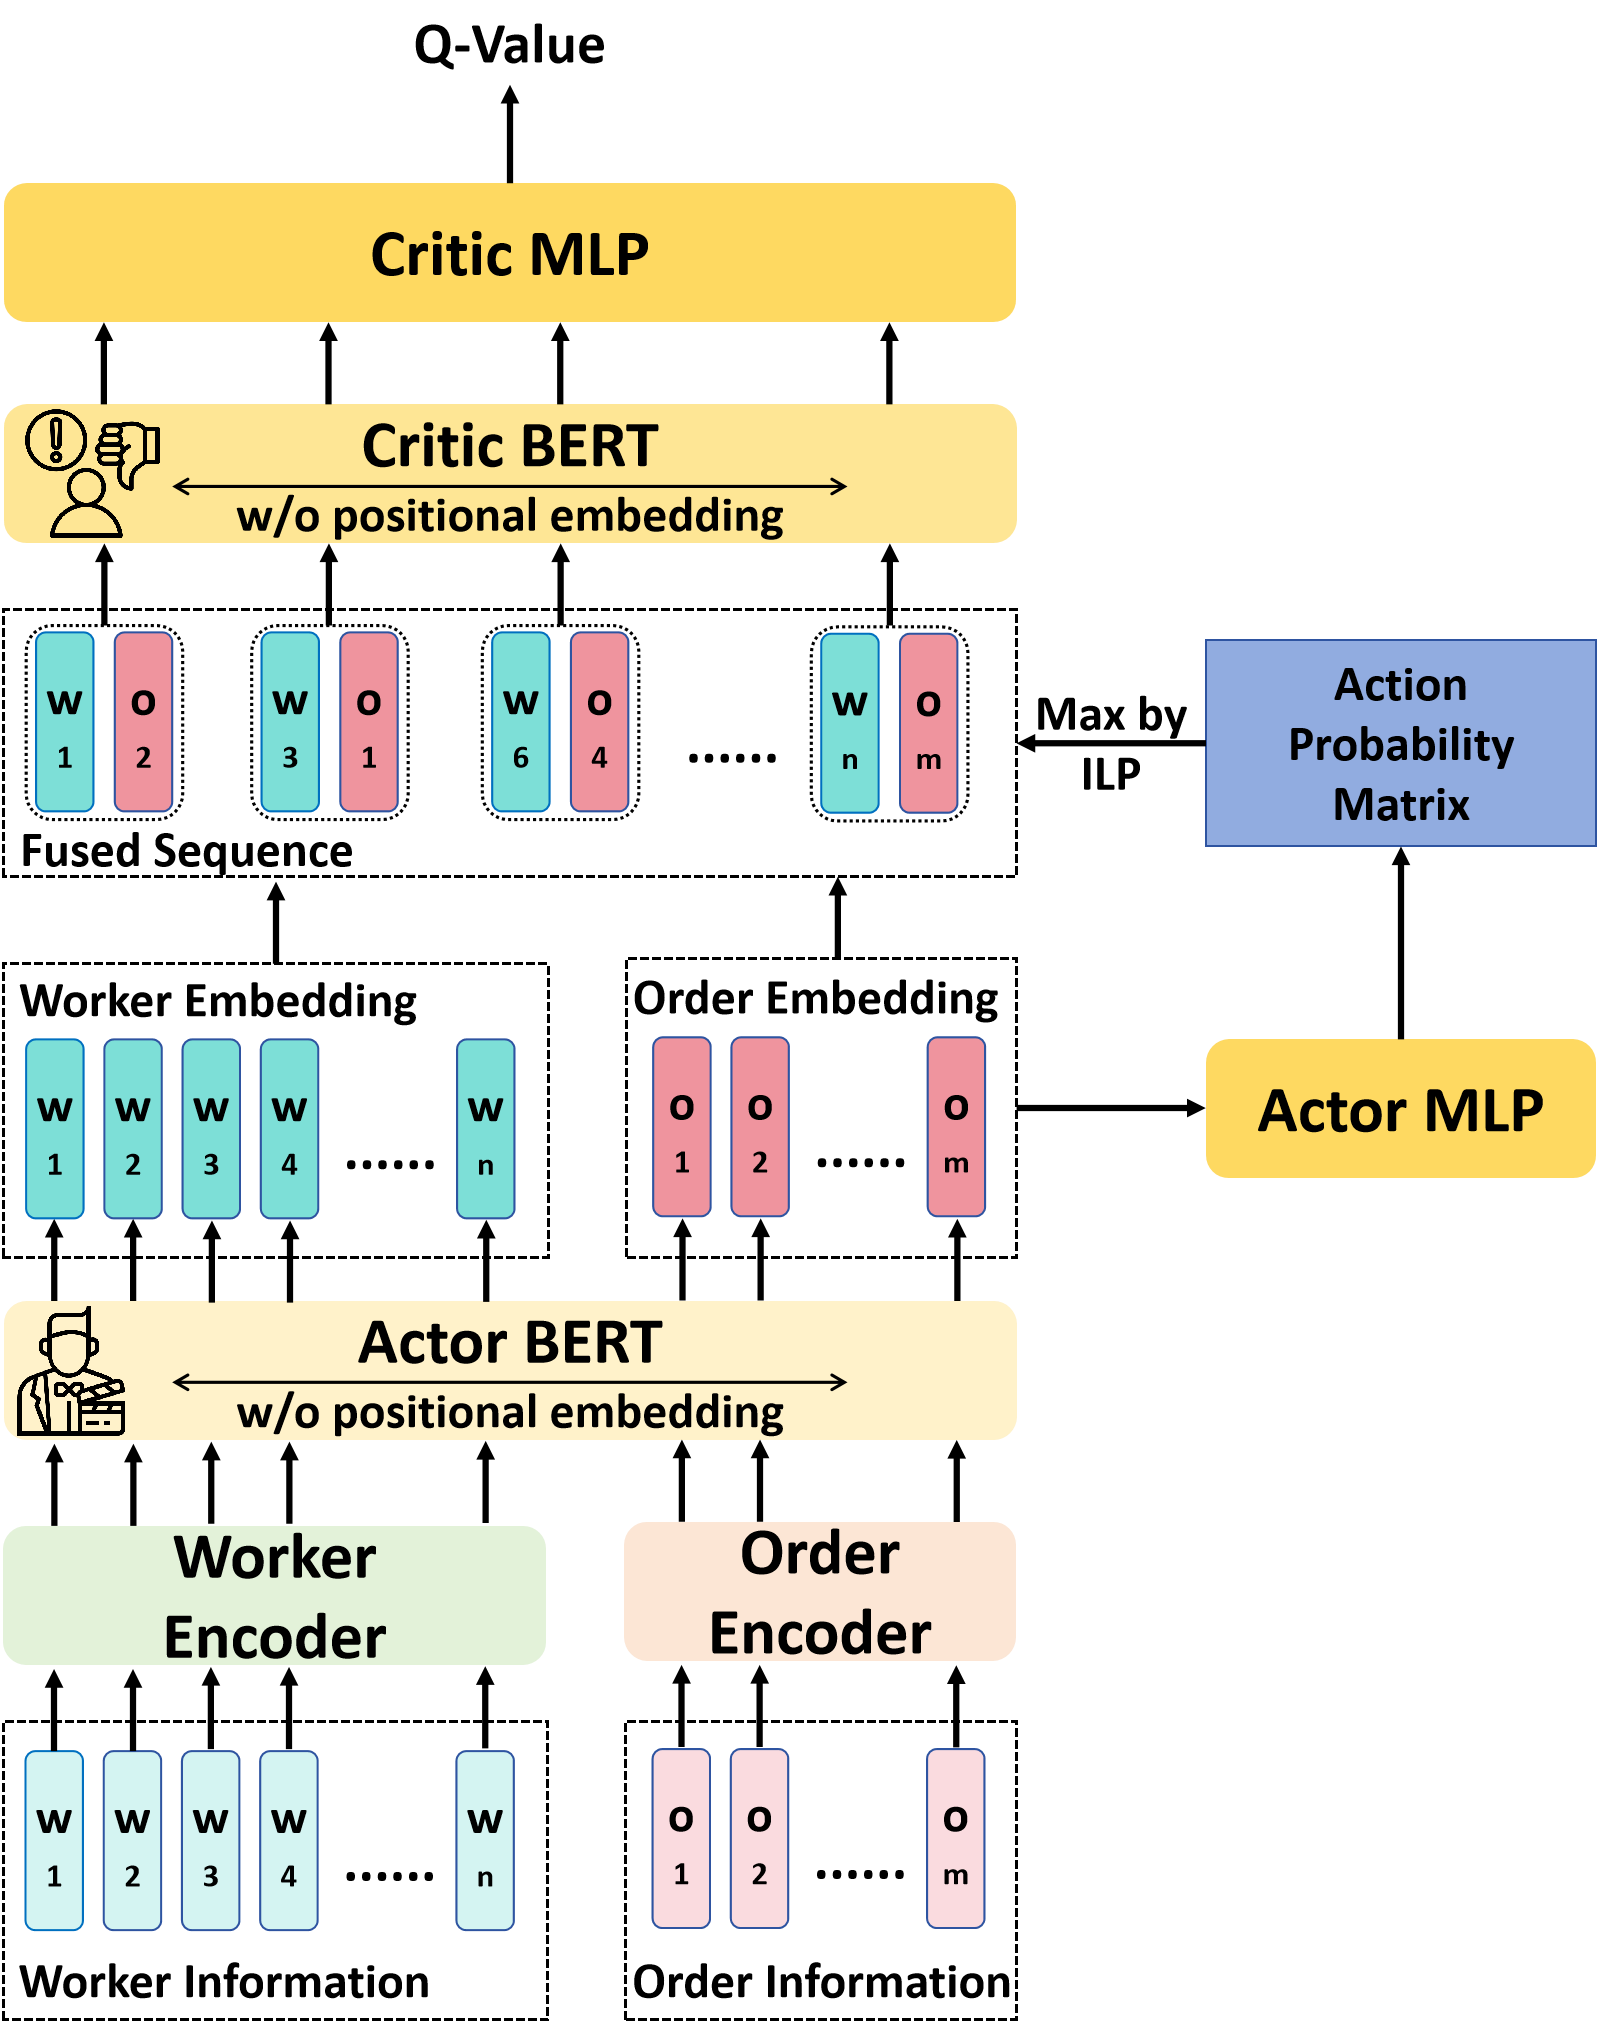 Q-Value
Critic MLP
Critic BERT
w/o positional embedding
w w w w
o o o o
1 2 3 1 6 4 ...... n m
Fused Sequence
Max by
ILP
Action
Probability
Matrix
Worker Embedding
w w w w w
1 2 3 4 ...... n
Order Embedding
o o o
1 2 ...... m
Actor MLP
Actor BERT
w/o positional embedding
Worker
Encoder
Order
Encoder
w w w w w
1 2 3 4 ...... n
Worker Information
o o o
1 2 ...... m
Order Information